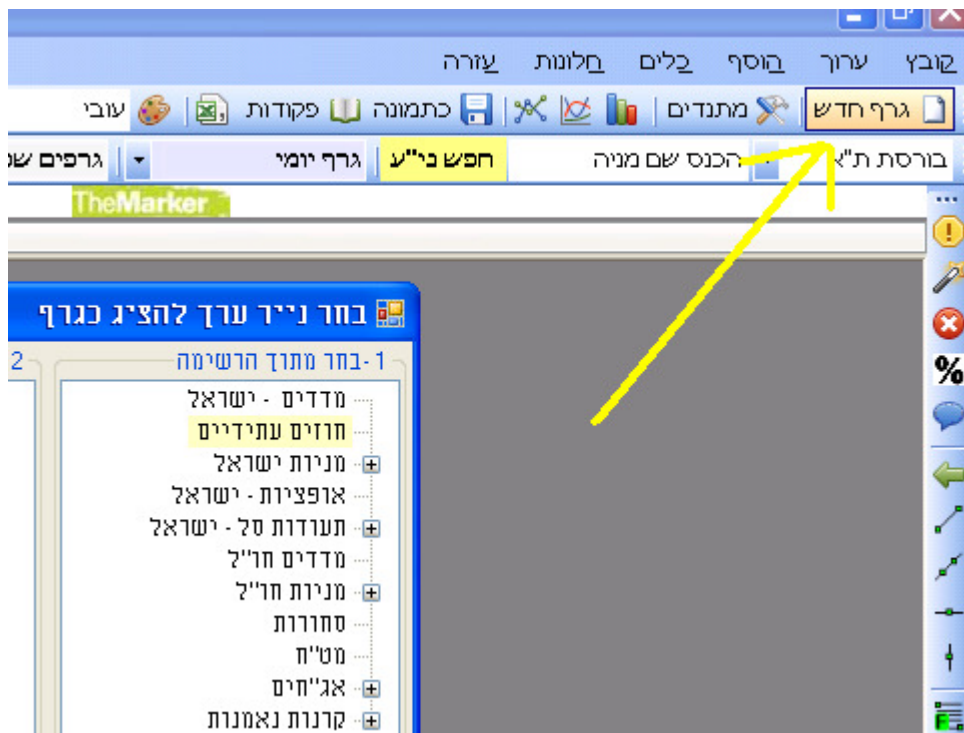 קובץ ערוך הוסף כלים חלונות עזרה
גרף חדש מתנדים כתמונה פקודות עובי
בורסת ת"א הכנס שם מניה חפש ני"ע גרף יומי גרפים
TheMarker
%
בחר נייר ערך להציג כגרף
1 -בחר מתוך הרשימה 2
מדדים - ישראל
חוזים עתידיים
מניות ישראל
אופציות - ישראל
תעודות סל - ישראל
מדדים חו"ל
מניות חו"ל
סחורות
מט"ח
אג"חים
קרנות נאמנות
F